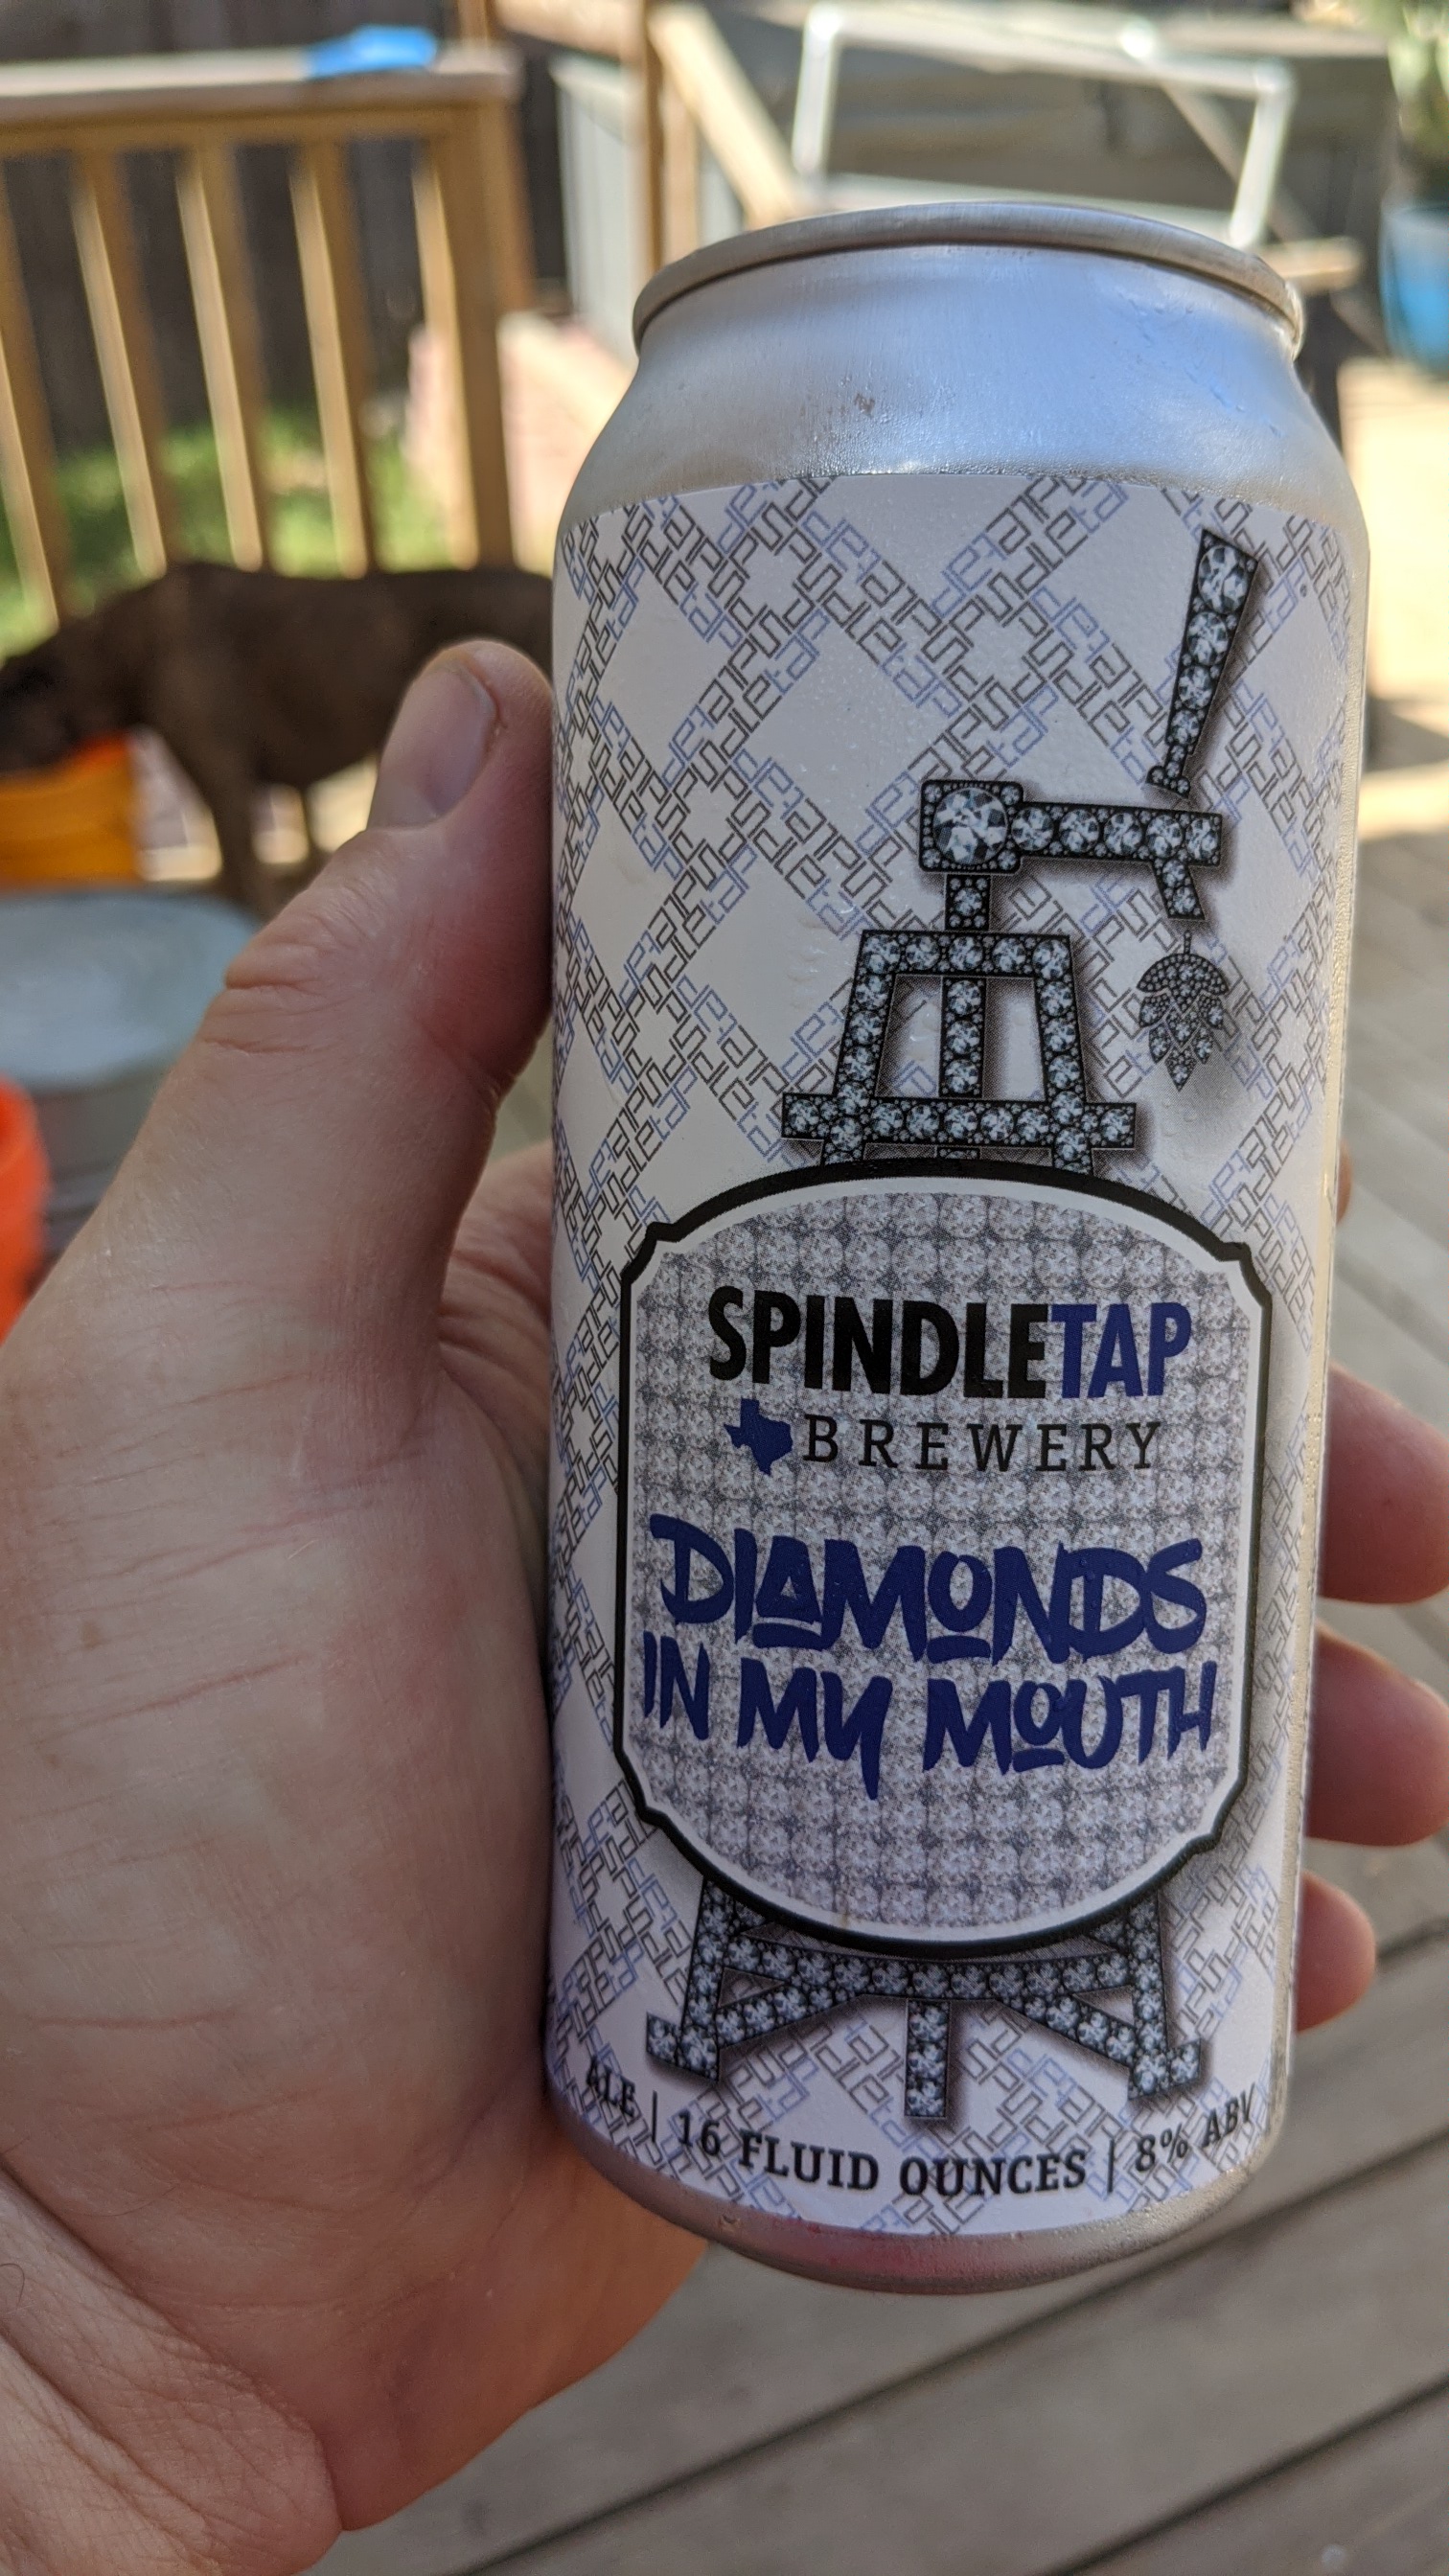 SPINDLETAP
BREWERY
DIAMONDS
IN MY MOUTH
ALE | 16 FLUID OUNCES | 8% ABV